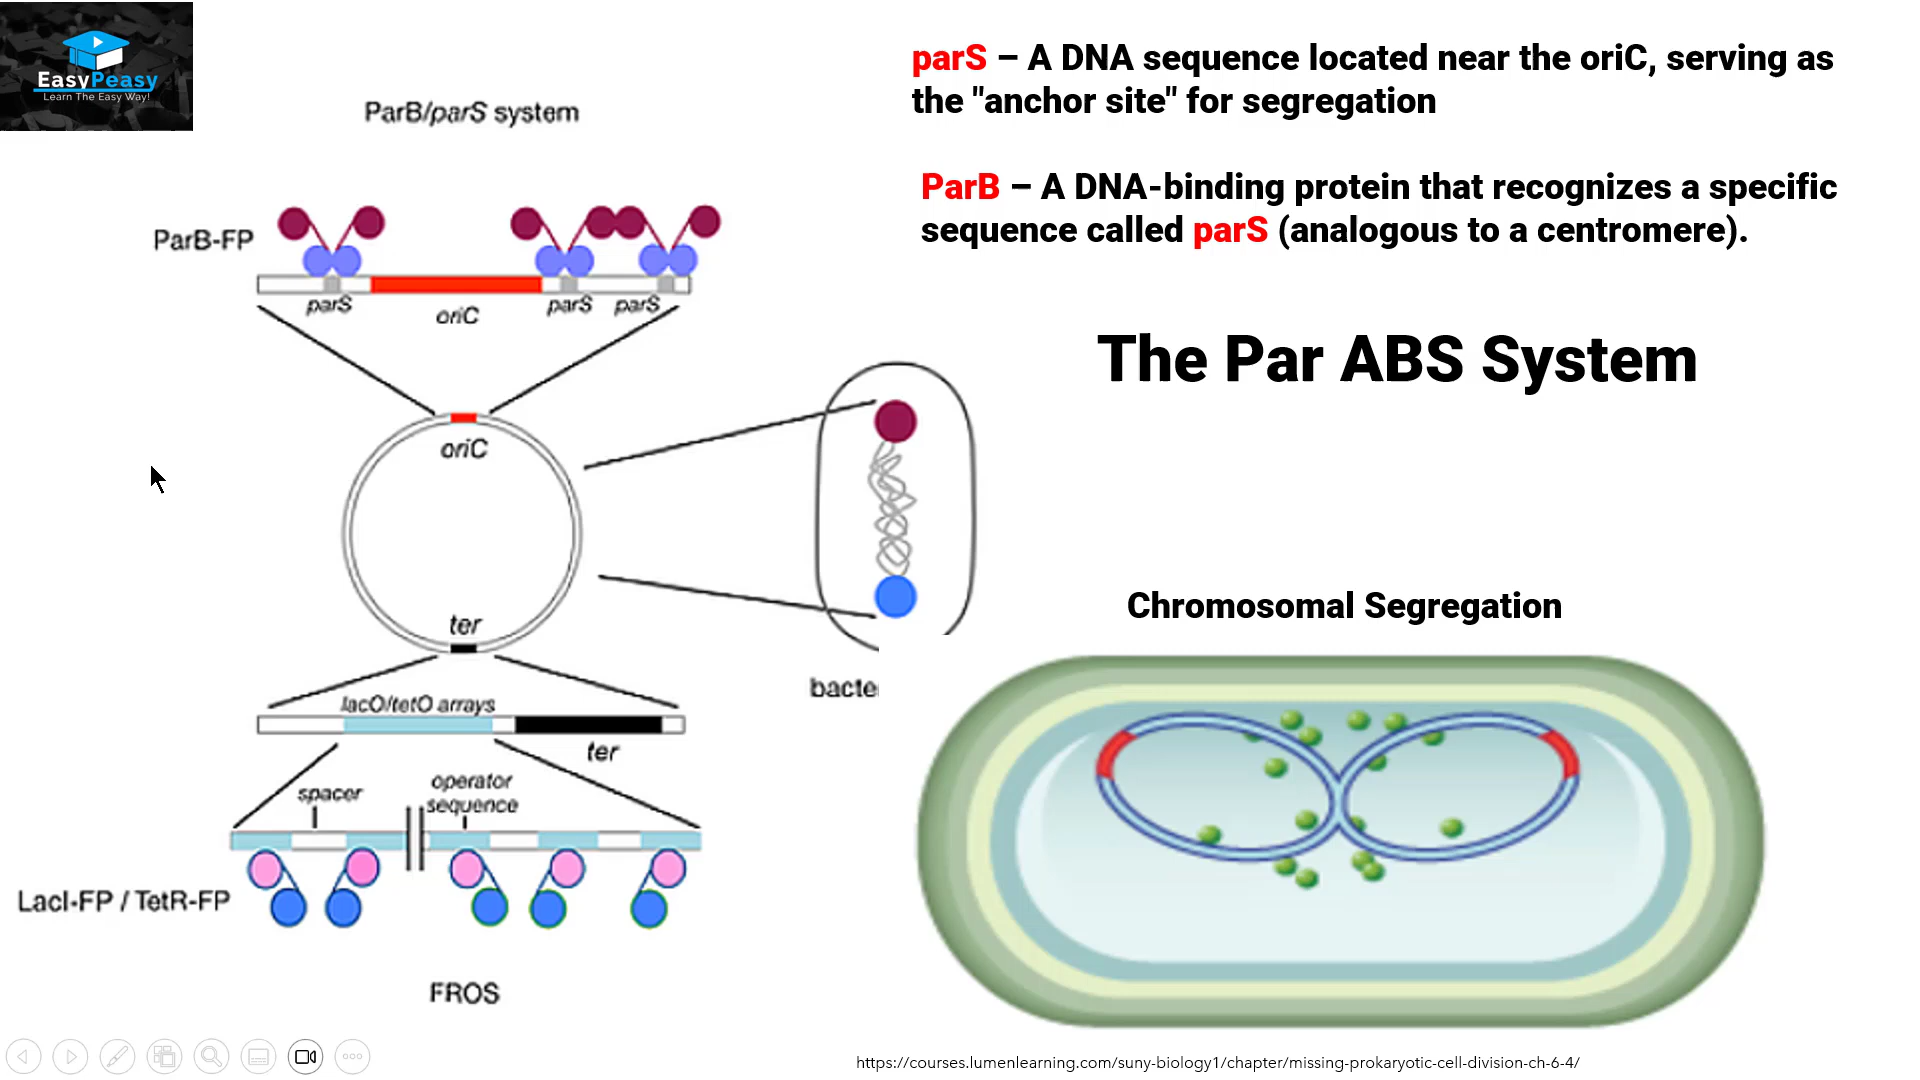 EasyPeasy
Learn The Easy Way!
ParB/parS system
ParB-FP
parS
oriC
parS
parS
oriC
ter
lacO/tetO arrays
ter
spacer
operator
sequence
LacI-FP / TetR-FP
FROS
bacte
parS – A DNA sequence located near the oriC, serving as
the "anchor site" for segregation
ParB – A DNA-binding protein that recognizes a specific
sequence called parS (analogous to a centromere).
The Par ABS System
Chromosomal Segregation
https://courses.lumenlearning.com/suny-biology1/chapter/missing-prokaryotic-cell-division-ch-6-4/